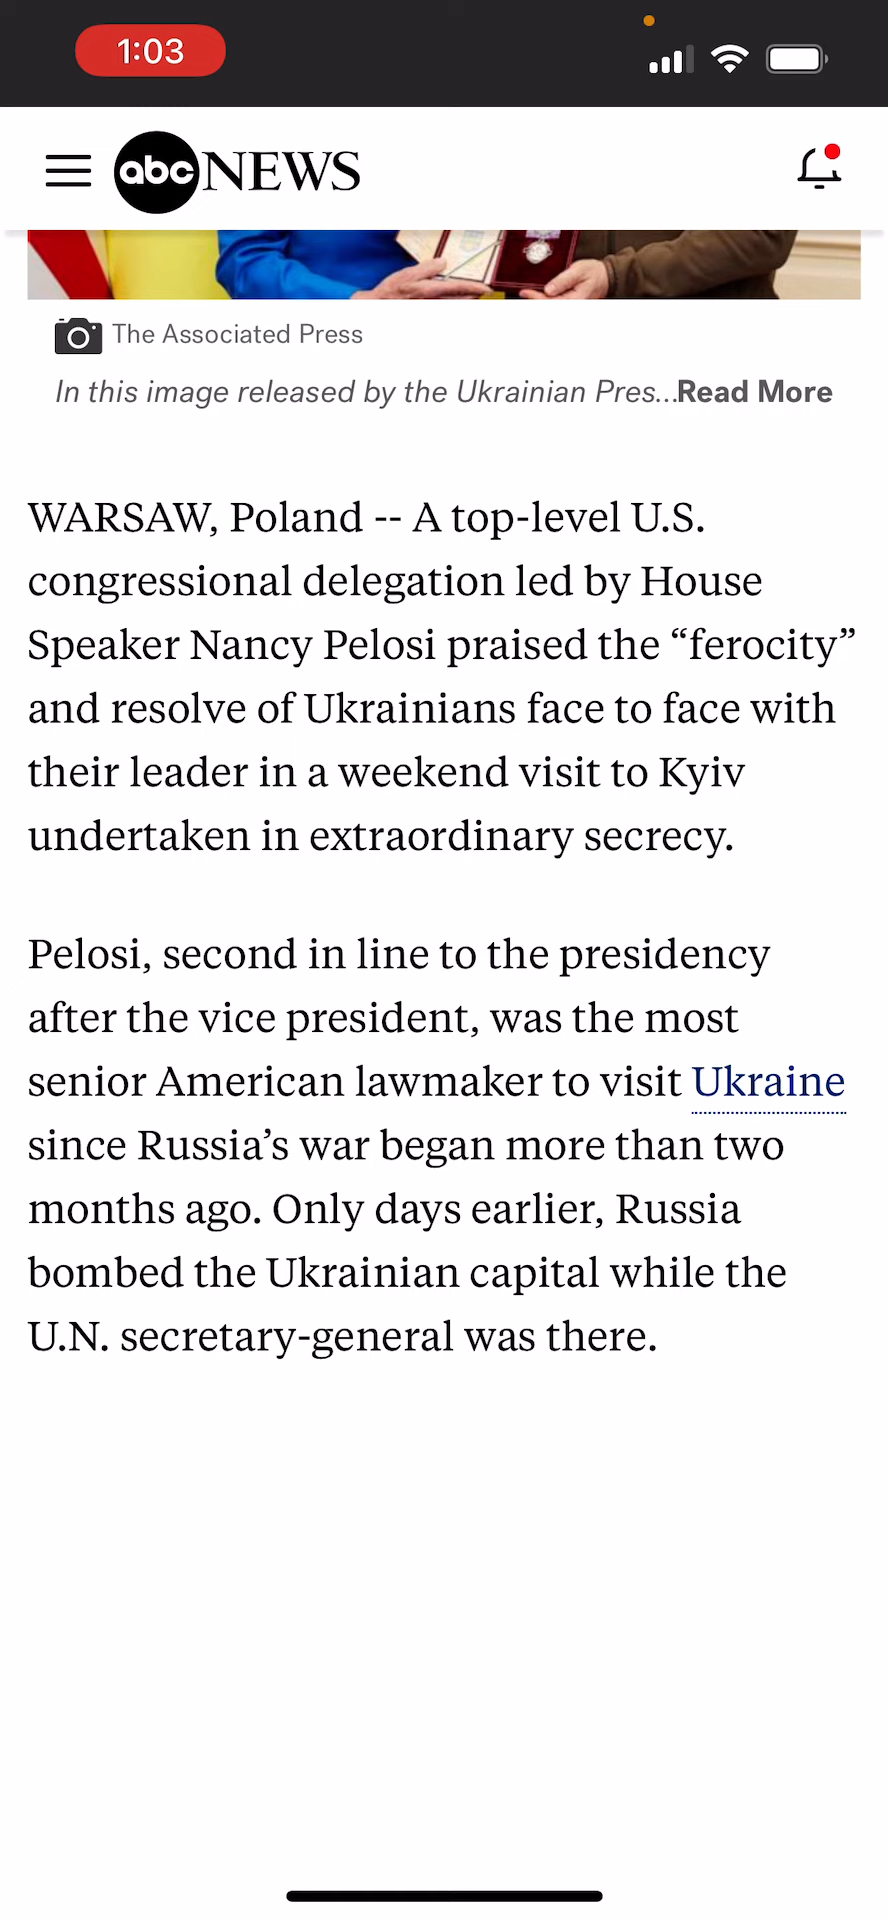 1:03
abc NEWS
The Associated Press
In this image released by the Ukrainian Pres...Read More
WARSAW, Poland -- A top-level U.S.
congressional delegation led by House
Speaker Nancy Pelosi praised the “ferocity”
and resolve of Ukrainians face to face with
their leader in a weekend visit to Kyiv
undertaken in extraordinary secrecy.
Pelosi, second in line to the presidency
after the vice president, was the most
senior American lawmaker to visit Ukraine
since Russia’s war began more than two
months ago. Only days earlier, Russia
bombed the Ukrainian capital while the
U.N. secretary-general was there.